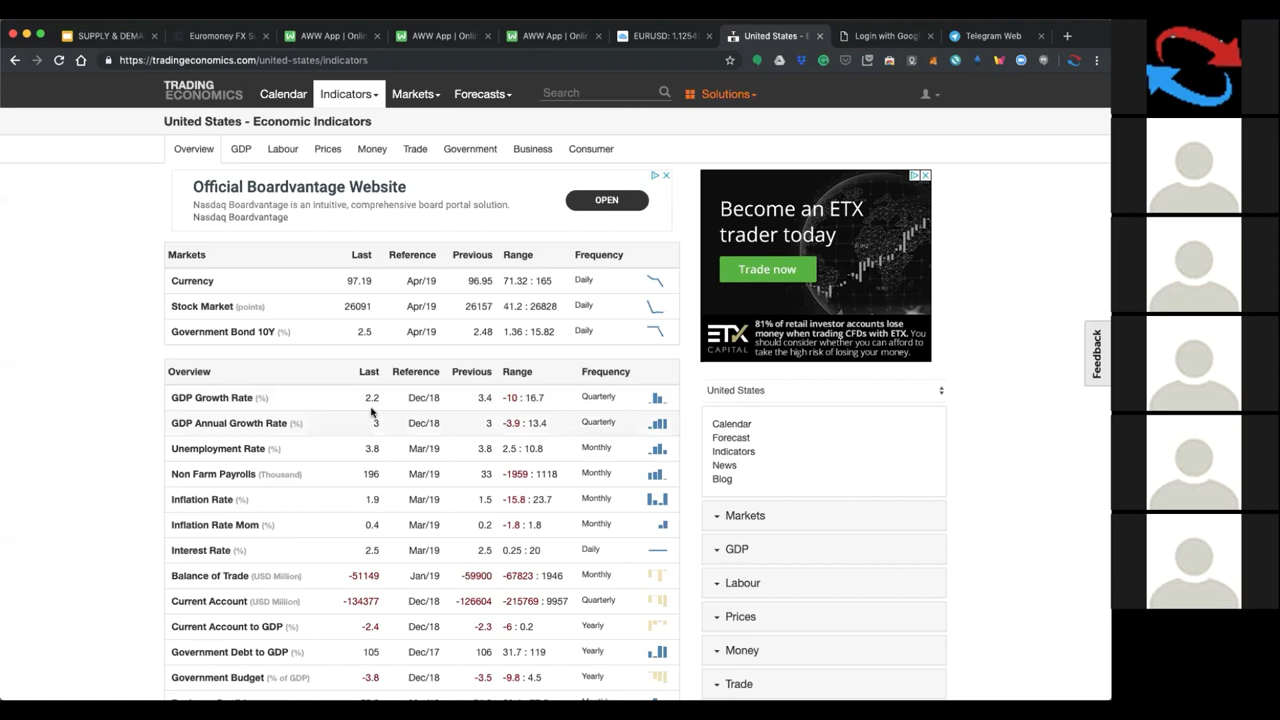 SUPPLY & DEMA
Euromoney FX S
AWW App | Onlin
AWW App | Onlin
AWW App | Onlin
EURUSD: 1.1254
United States - E
Login with Googl
Telegram Web
https://tradingeconomics.com/united-states/indicators
TRADING ECONOMICS
Calendar Indicators Markets Forecasts Search Solutions
United States - Economic Indicators
Overview GDP Labour Prices Money Trade Government Business Consumer
Official Boardvantage Website
Nasdaq Boardvantage is an intuitive, comprehensive board portal solution.
Nasdaq Boardvantage
OPEN
Become an ETX
trader today
Trade now
ETX
CAPITAL
81% of retail investor accounts lose
money when trading CFDs with ETX. You
should consider whether you can afford to
take the high risk of losing your money.
Markets Last Reference Previous Range Frequency
Currency 97.19 Apr/19 96.95 71.32 : 165 Daily
Stock Market (points) 26091 Apr/19 26157 41.2 : 26828 Daily
Government Bond 10Y (%) 2.5 Apr/19 2.48 1.36 : 15.82 Daily
Overview Last Reference Previous Range Frequency
GDP Growth Rate (%) 2.2 Dec/18 3.4 -10 : 16.7 Quarterly
GDP Annual Growth Rate (%) 3 Dec/18 3 -3.9 : 13.4 Quarterly
Unemployment Rate (%) 3.8 Mar/19 3.8 2.5 : 10.8 Monthly
Non Farm Payrolls (Thousand) 196 Mar/19 33 -1959 : 1118 Monthly
Inflation Rate (%) 1.9 Mar/19 1.5 -15.8 : 23.7 Monthly
Inflation Rate Mom (%) 0.4 Mar/19 0.2 -1.8 : 1.8 Monthly
Interest Rate (%) 2.5 Mar/19 2.5 0.25 : 20 Daily
Balance of Trade (USD Million) -51149 Jan/19 -59900 -67823 : 1946 Monthly
Current Account (USD Million) -134377 Dec/18 -126604 -215769 : 9957 Quarterly
Current Account to GDP (%) -2.4 Dec/18 -2.3 -6 : 0.2 Yearly
Government Debt to GDP (%) 105 Dec/17 106 31.7 : 119 Yearly
Government Budget (% of GDP) -3.8 Dec/18 -3.5 -9.8 : 4.5 Yearly
United States
Calendar
Forecast
Indicators
News
Blog
Markets
GDP
Labour
Prices
Money
Trade
Feedback